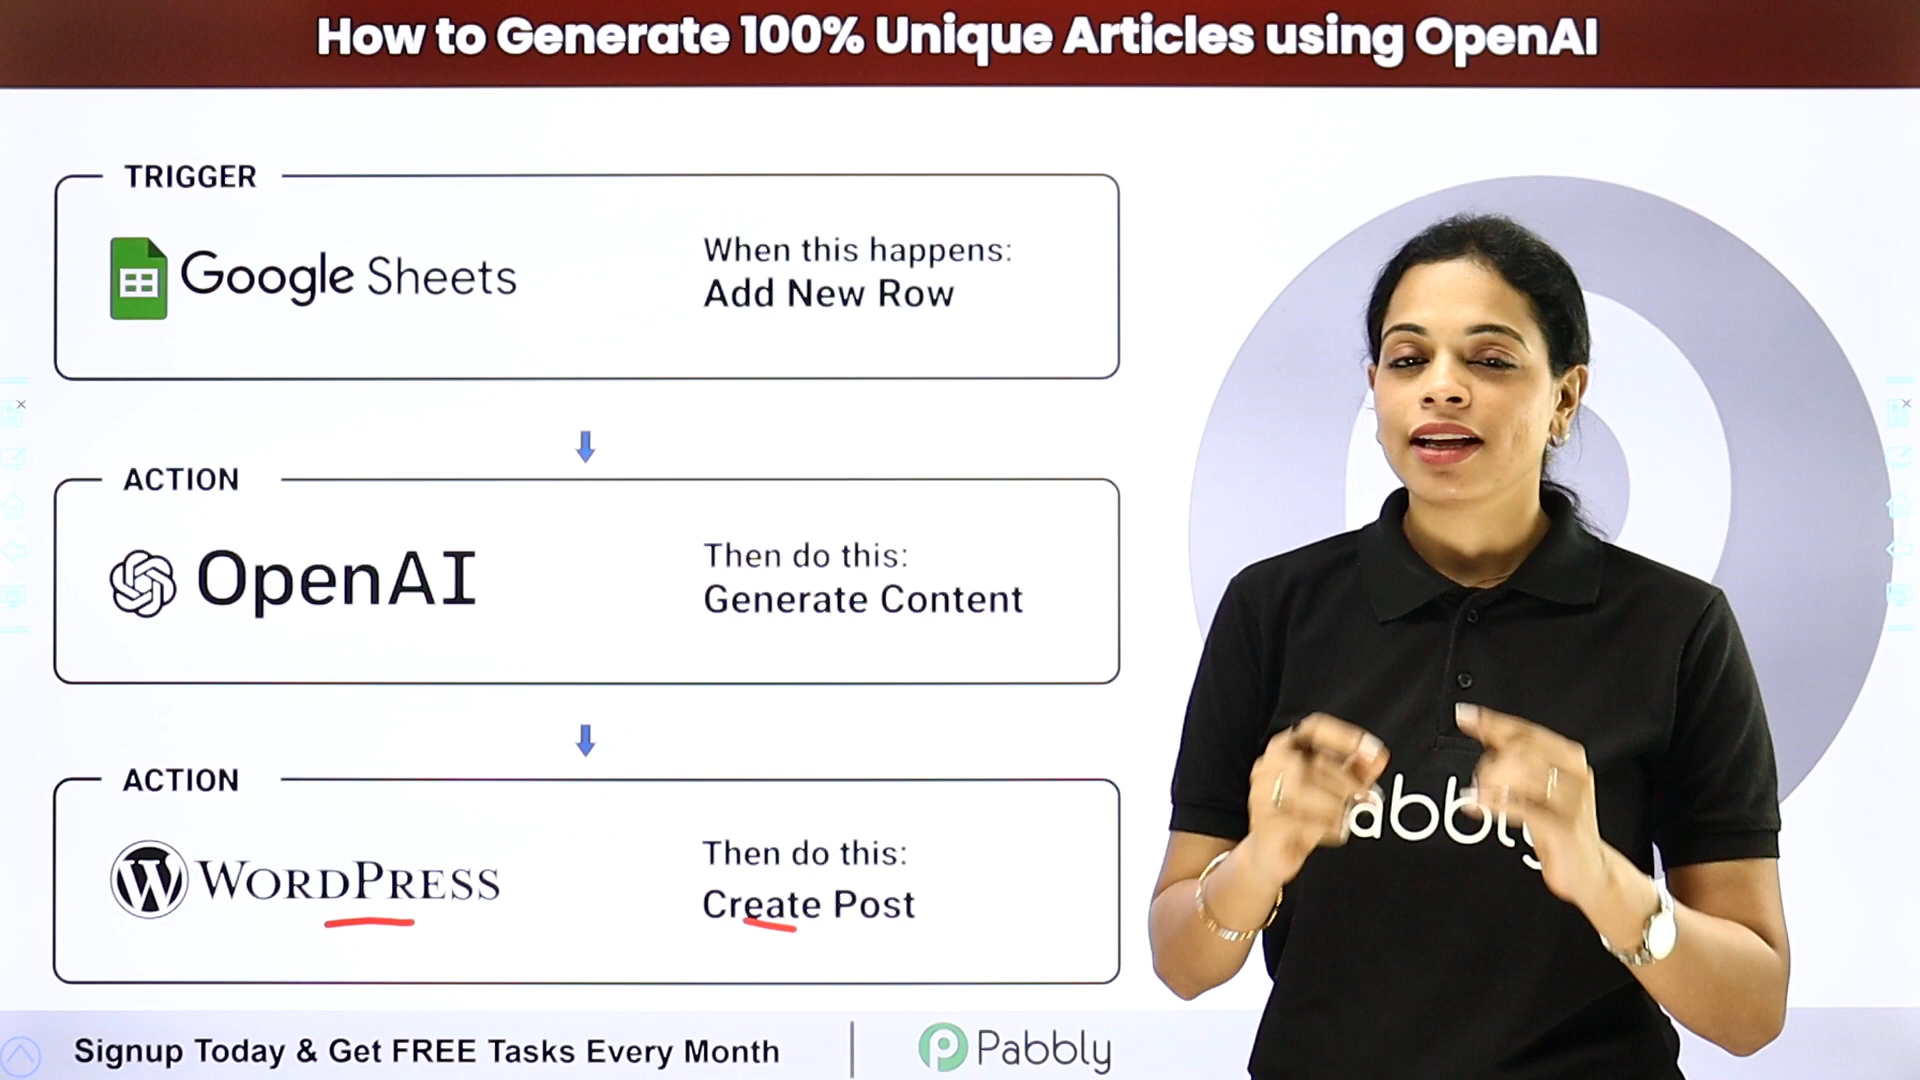 How to Generate 100% Unique Articles using OpenAI
TRIGGER
Google Sheets
When this happens:
Add New Row
ACTION
OpenAI
Then do this:
Generate Content
ACTION
WORDPRESS
Then do this:
Create Post
abbly
Signup Today & Get FREE Tasks Every Month
Pabbly